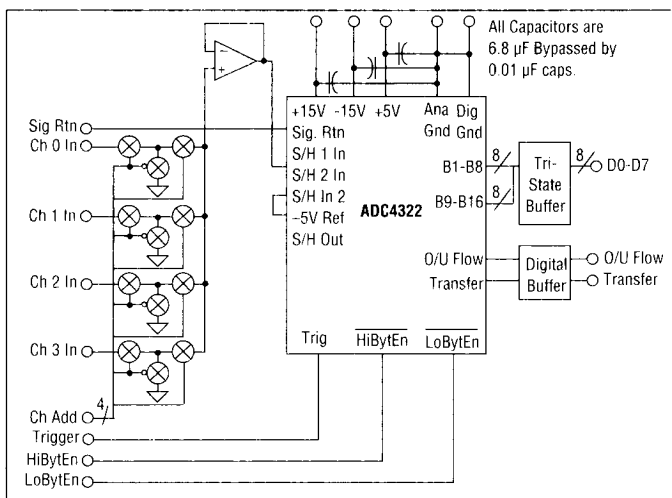 All Capacitors are
6.8 µF Bypassed by
0.01 µF caps.
+15V -15V +5V Ana Gnd Dig Gnd
Sig Rtn
Ch 0 In
Ch 1 In
Ch 2 In
Ch 3 In
4
Ch Add
Trigger
HiBytEn
LoBytEn
Sig. Rtn
S/H 1 In
S/H 2 In
S/H In 2
–5V Ref
S/H Out
ADC4322
B1-B8
B9-B16
O/U Flow
Transfer
Trig HiBytEn LoBytEn
8
8
Tri-
State
Buffer
8
D0-D7
Digital
Buffer
O/U Flow
Transfer
- +